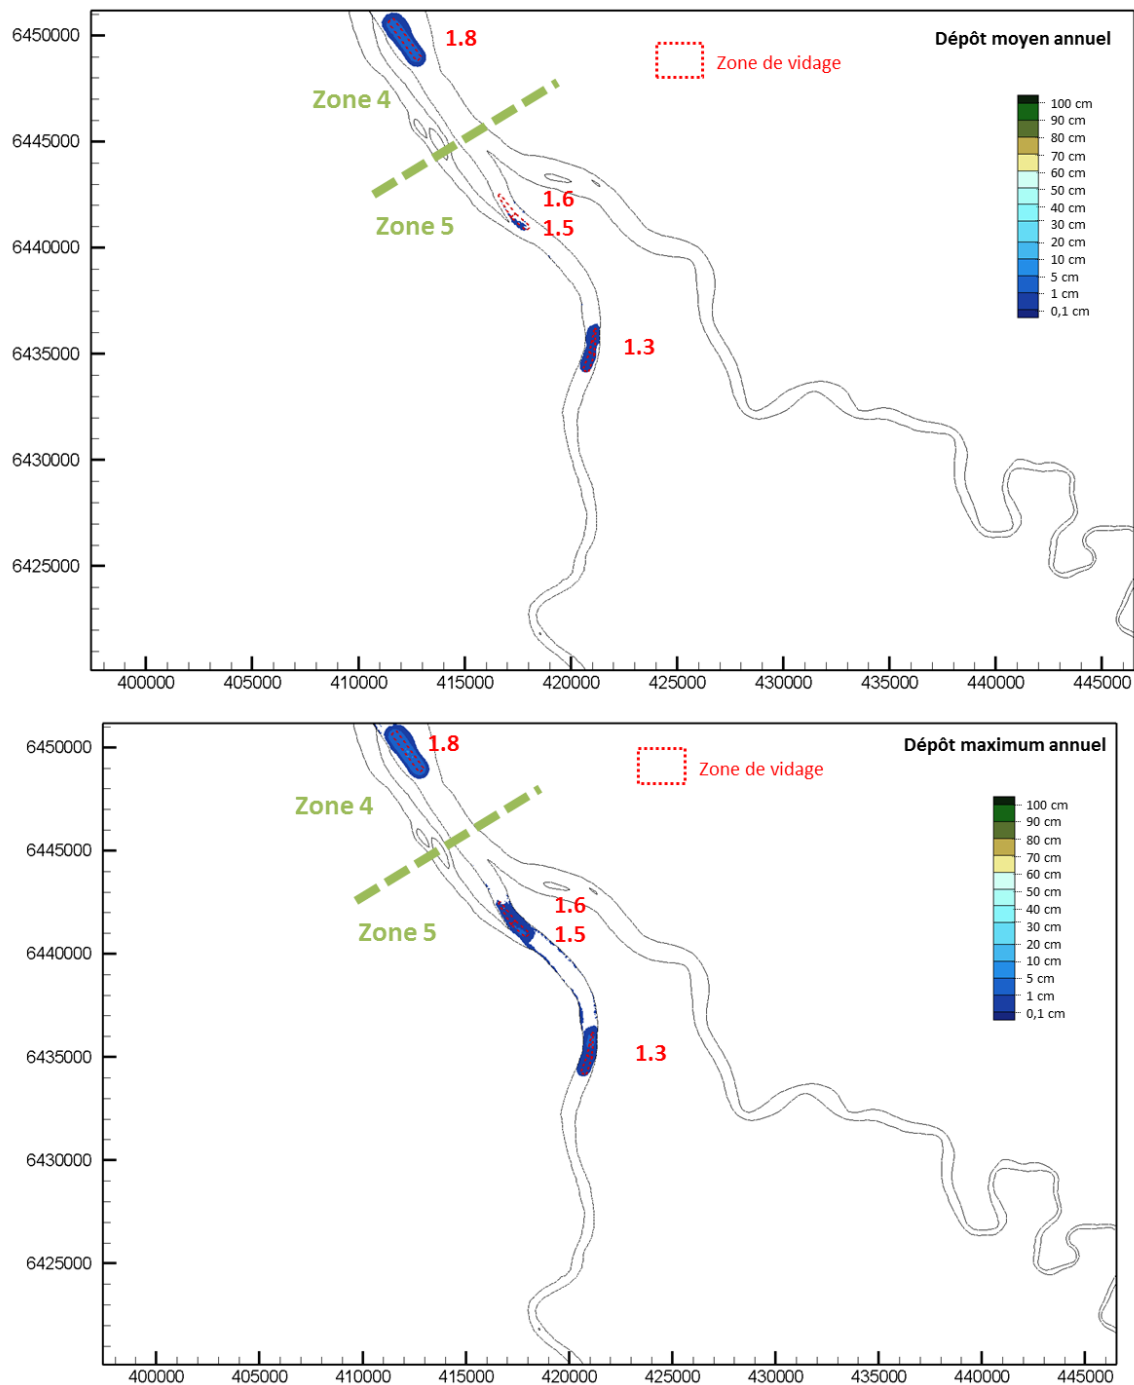 Dépôt moyen annuel
Zone de vidage
1.8
Zone 4
Zone 5
1.6
1.5
1.3
100 cm
90 cm
80 cm
70 cm
60 cm
50 cm
40 cm
30 cm
20 cm
10 cm
5 cm
1 cm
0,1 cm
6450000
6445000
6440000
6435000
6430000
6425000
400000 405000 410000 415000 420000 425000 430000 435000 440000 445000
Dépôt maximum annuel
Zone de vidage
1.8
Zone 4
Zone 5
1.6
1.5
1.3
100 cm
90 cm
80 cm
70 cm
60 cm
50 cm
40 cm
30 cm
20 cm
10 cm
5 cm
1 cm
0,1 cm
6450000
6445000
6440000
6435000
6430000
6425000
400000 405000 410000 415000 420000 425000 430000 435000 440000 445000